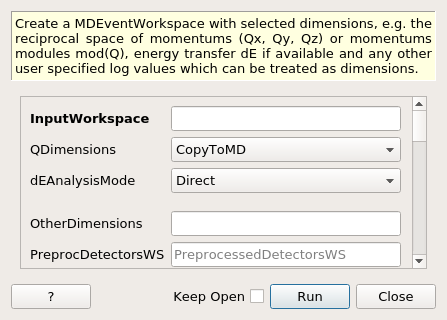 Create a MDEventWorkspace with selected dimensions, e.g. the
reciprocal space of momentums (Qx, Qy, Qz) or momentums
modules mod(Q), energy transfer dE if available and any other
user specified log values which can be treated as dimensions.
InputWorkspace
QDimensions CopyToMD
dEAnalysisMode Direct
OtherDimensions
PreprocDetectorsWS PreprocessedDetectorsWS
? Keep Open Run Close